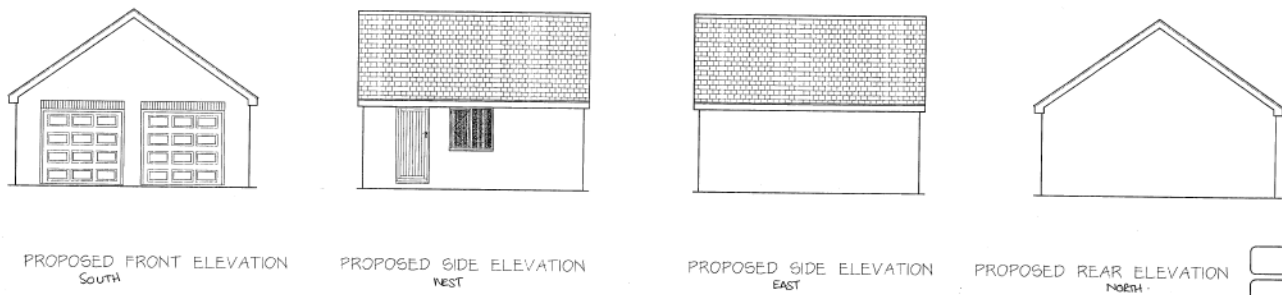 PROPOSED FRONT ELEVATION
SOUTH
PROPOSED SIDE ELEVATION
WEST
PROPOSED SIDE ELEVATION
EAST
PROPOSED REAR ELEVATION
NORTH.